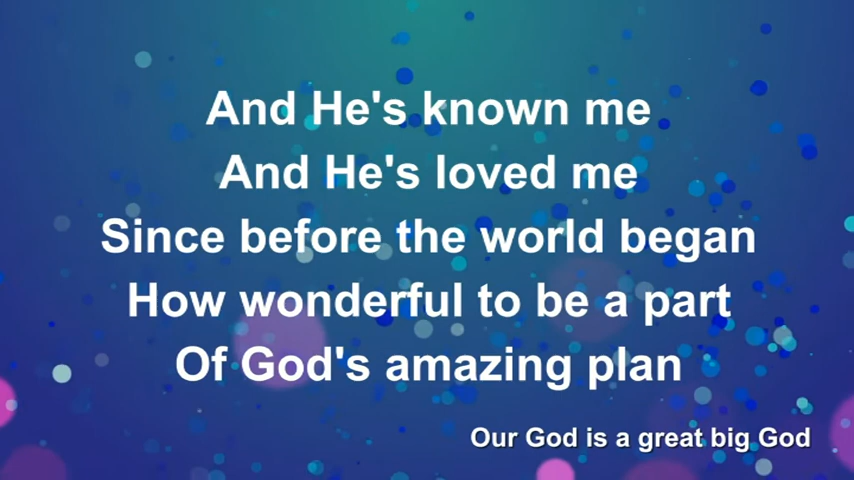 And He's known me
And He's loved me
Since before the world began
How wonderful to be a part
Of God's amazing plan
Our God is a great big God